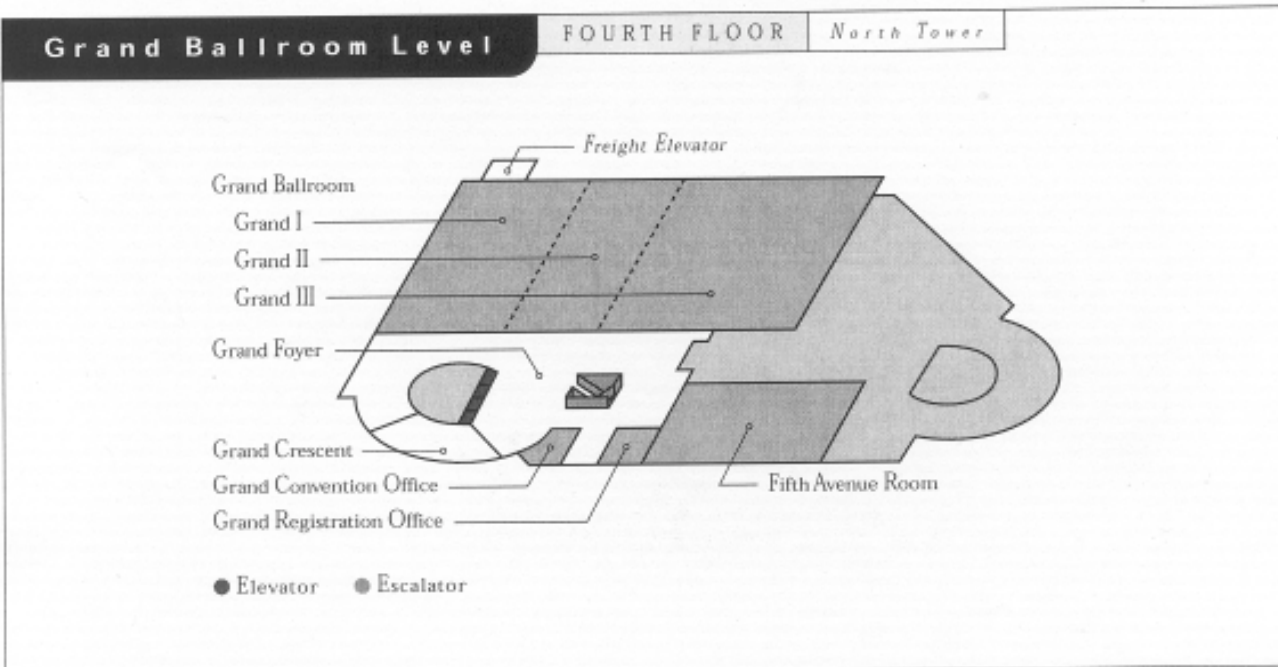 Grand Ballroom Level
FOURTH FLOOR
North Tower
Freight Elevator
Grand Ballroom
Grand I
Grand II
Grand III
Grand Foyer
Grand Crescent
Grand Convention Office
Grand Registration Office
Fifth Avenue Room
Elevator
Escalator